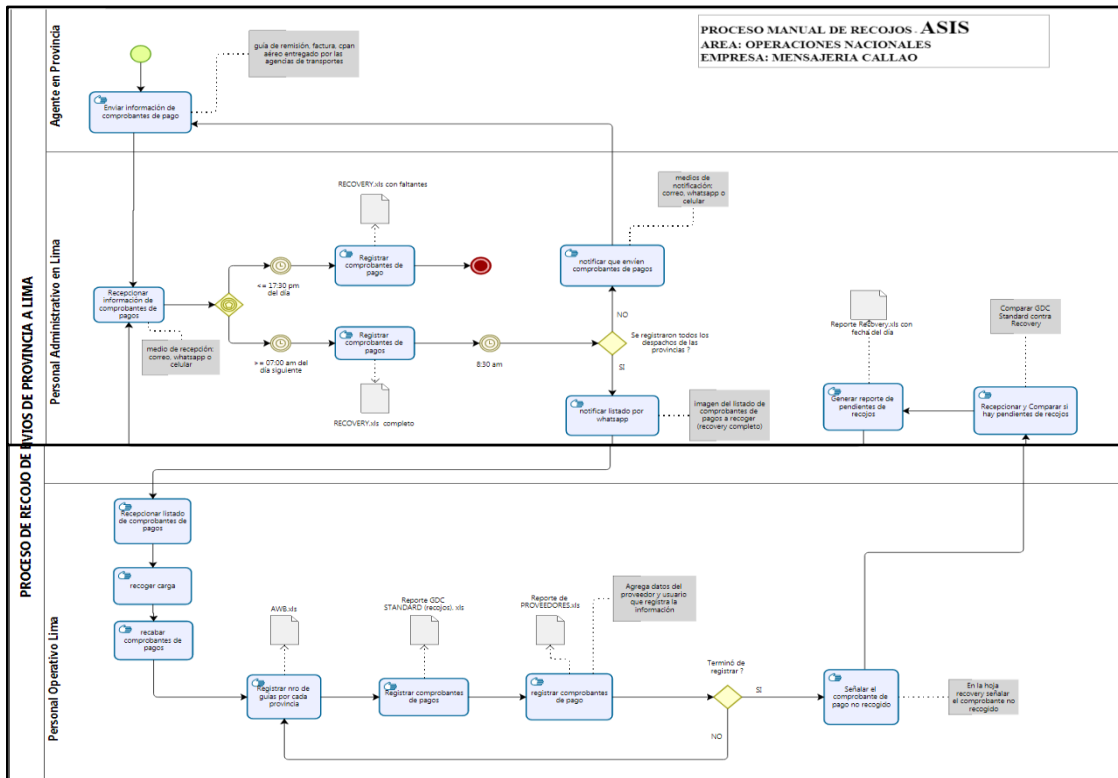 PROCESO MANUAL DE RECOJOS - ASIS
AREA: OPERACIONES NACIONALES
EMPRESA: MENSAJERIA CALLAO
PROCESO DE RECOJO DE ENVIOS DE PROVINCIA A LIMA
Agente en Provincia
guía de remisión, factura, cpan
aéreo entregado por las
agencias de transportes
Enviar información de
comprobantes de pago
Personal Administrativo en Lima
RECOVERY.xls con faltantes
medios de
notificación:
correo, whatsapp o
celular
Registrar
comprobantes de
pago
<= 17:30 pm
del día
notificar que envíen
comprobantes de pagos
Recepcionar
información de
comprobantes de
pagos
NO
Se registraron todos los
despachos de las
provincias ?
SI
medio de recepción:
correo, whatsapp o
celular
>= 07:00 am del
día siguiente
Registrar
comprobantes de
pagos
8:30 am
RECOVERY.xls completo
notificar listado por
whatsapp
imagen del listado de
comprobantes de
pagos a recoger
(recovery completo)
Reporte Recovery.xls con
fecha del día
Comparar GDC
Standard contra
Recovery
Generar reporte de
pendientes de
recojos
Recepcionar y Comparar si
hay pendientes de recojos
Personal Operativo Lima
Recepcionar listado
de comprobantes de
pagos
recoger carga
recabar
comprobantes de
pagos
AWB.xls
Registrar nro de
guias por cada
provincia
Reporte GDC
STANDARD (recojos). xls
Registrar comprobantes
de pagos
Reporte de
PROVEEDORES.xls
Agrega datos del
proveedor y usuario
que registra la
información
registrar comprobantes
de pago
Terminó de
registrar ?
SI
NO
Señalar el
comprobante de
pago no recogido
En la hoja
recovery señalar
el comprobante no
recogido